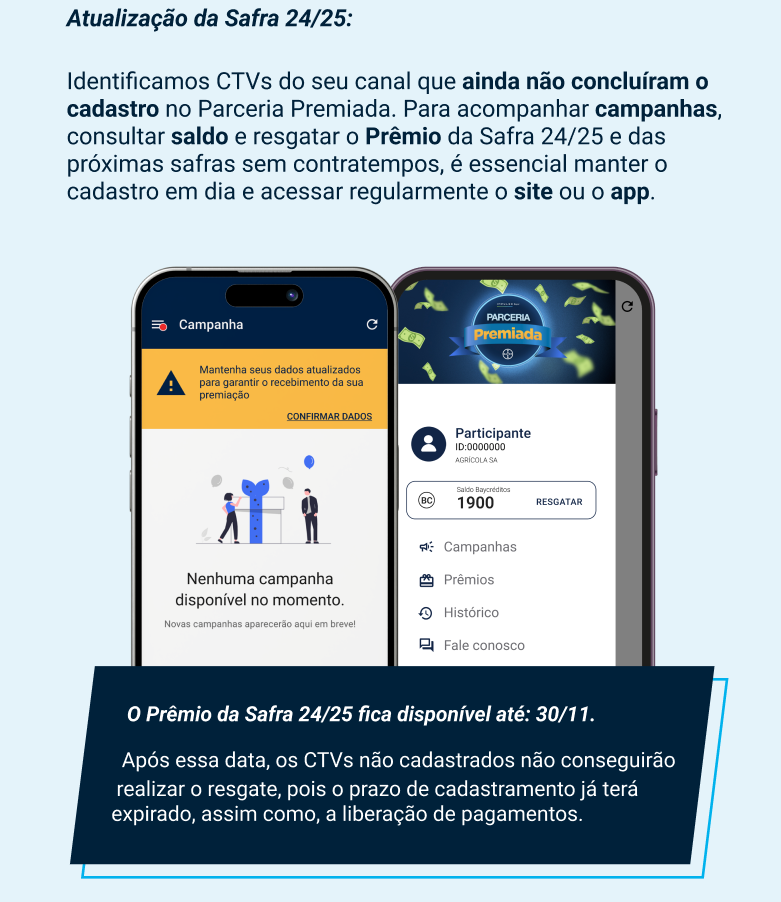 Atualização da Safra 24/25:
Identificamos CTVs do seu canal que ainda não concluíram o
cadastro no Parceria Premiada. Para acompanhar campanhas,
consultar saldo e resgatar o Prêmio da Safra 24/25 e das
próximas safras sem contratempos, é essencial manter o
cadastro em dia e acessar regularmente o site ou o app.
Campanha
Mantenha seus dados atualizados
para garantir o recebimento da sua
premiação
CONFIRMAR DADOS
Nenhuma campanha
disponível no momento.
Novas campanhas aparecerão aqui em breve!
PARCERIA
Premiada
Participante
ID:0000000
AGRÍCOLA SA
BC
Saldo Baycréditos
1900
RESGATAR
Campanhas
Prêmios
Histórico
Fale conosco
O Prêmio da Safra 24/25 fica disponível até: 30/11.
Após essa data, os CTVs não cadastrados não conseguirão
realizar o resgate, pois o prazo de cadastramento já terá
expirado, assim como, a liberação de pagamentos.